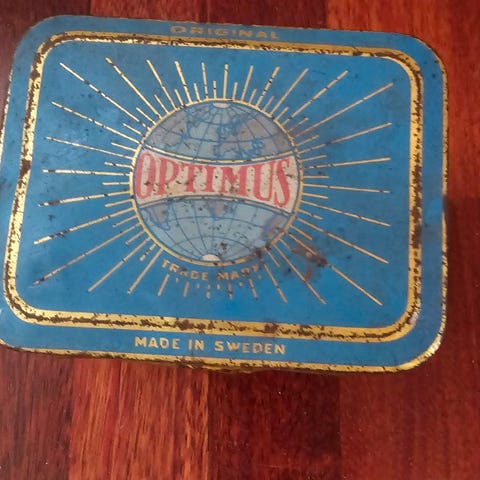 ORIGINAL
OPTIMUS
TRADE MARK
MADE IN SWEDEN